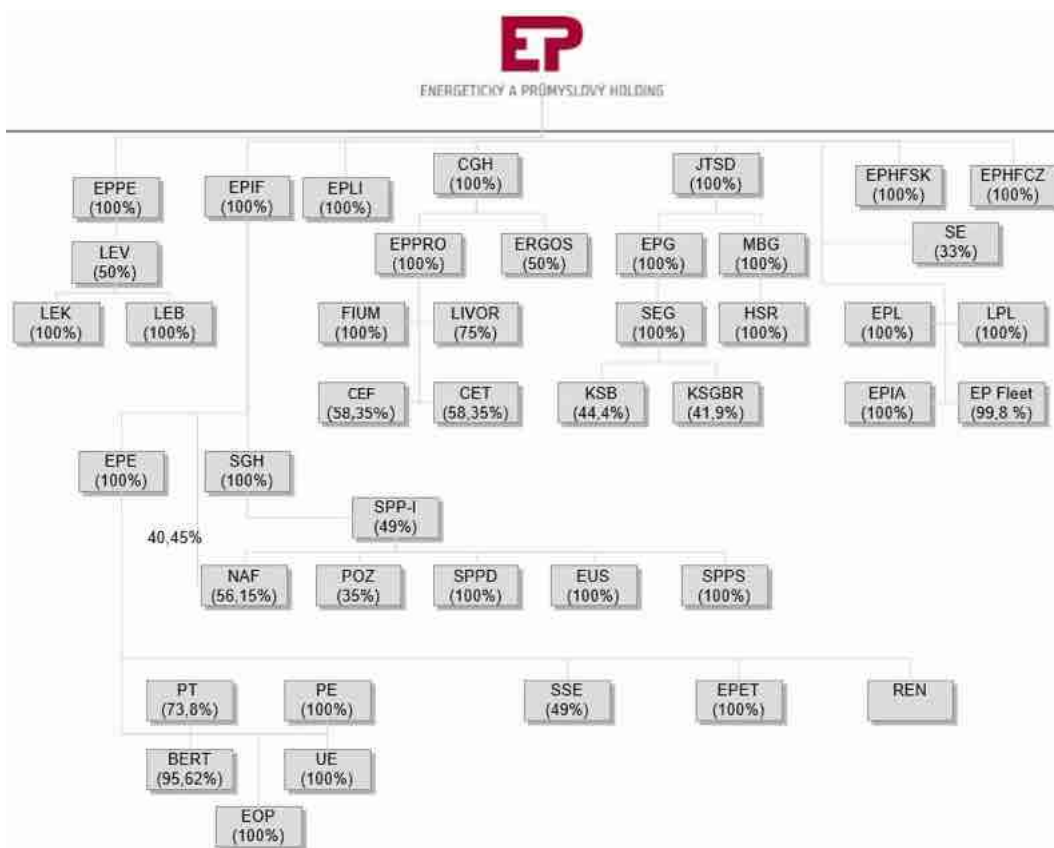 EP
ENERGETICKÝ A PRŮMYSLOVÝ HOLDING
CGH
(100%)
JTSD
(100%)
EPPE
(100%)
EPIF
(100%)
EPLI
(100%)
EPHFSK
(100%)
EPHFCZ
(100%)
LEV
(50%)
EPPRO
(100%)
ERGOS
(50%)
EPG
(100%)
MBG
(100%)
SE
(33%)
LEK
(100%)
LEB
(100%)
FIUM
(100%)
LIVOR
(75%)
SEG
(100%)
HSR
(100%)
EPL
(100%)
LPL
(100%)
CEF
(58,35%)
CET
(58,35%)
KSB
(44,4%)
KSGBR
(41,9%)
EPIA
(100%)
EP Fleet
(99,8 %)
EPE
(100%)
SGH
(100%)
SPP-I
(49%)
40,45%
NAF
(56,15%)
POZ
(35%)
SPPD
(100%)
EUS
(100%)
SPPS
(100%)
PT
(73,8%)
PE
(100%)
SSE
(49%)
EPET
(100%)
REN
BERT
(95,62%)
UE
(100%)
EOP
(100%)